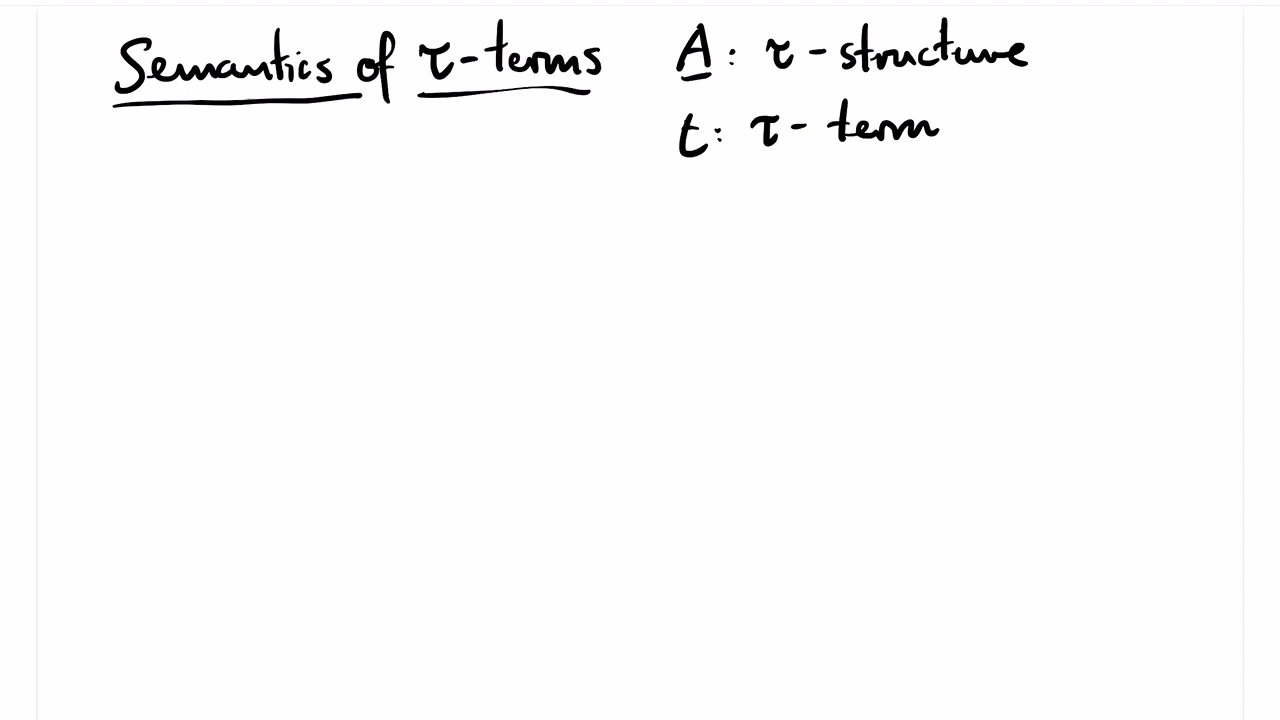 Semantics of τ-terms A: τ-structure
t: τ-term